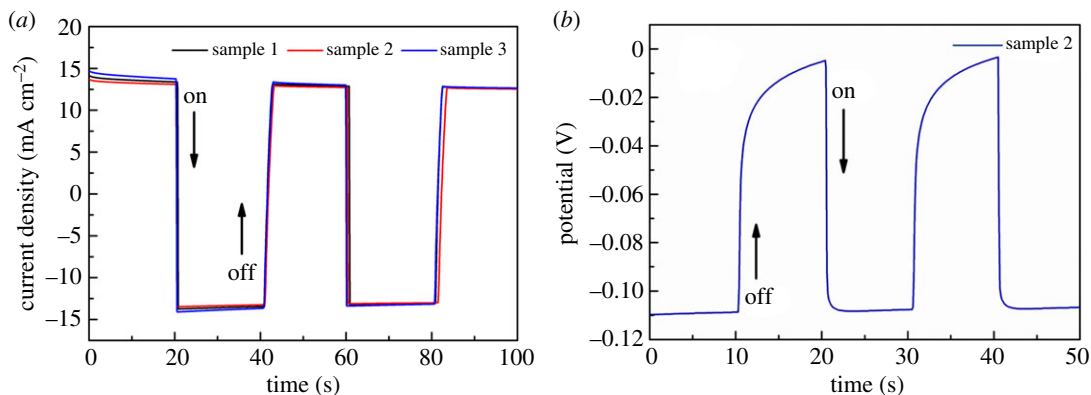 (a)
20
15
10
5
0
−5
−10
−15
current density (mA cm−2)
sample 1 sample 2 sample 3
on
off
0 20 40 60 80 100
time (s)
(b)
0
−0.02
−0.04
−0.06
−0.08
−0.10
−0.12
potential (V)
sample 2
on
off
0 10 20 30 40 50
time (s)